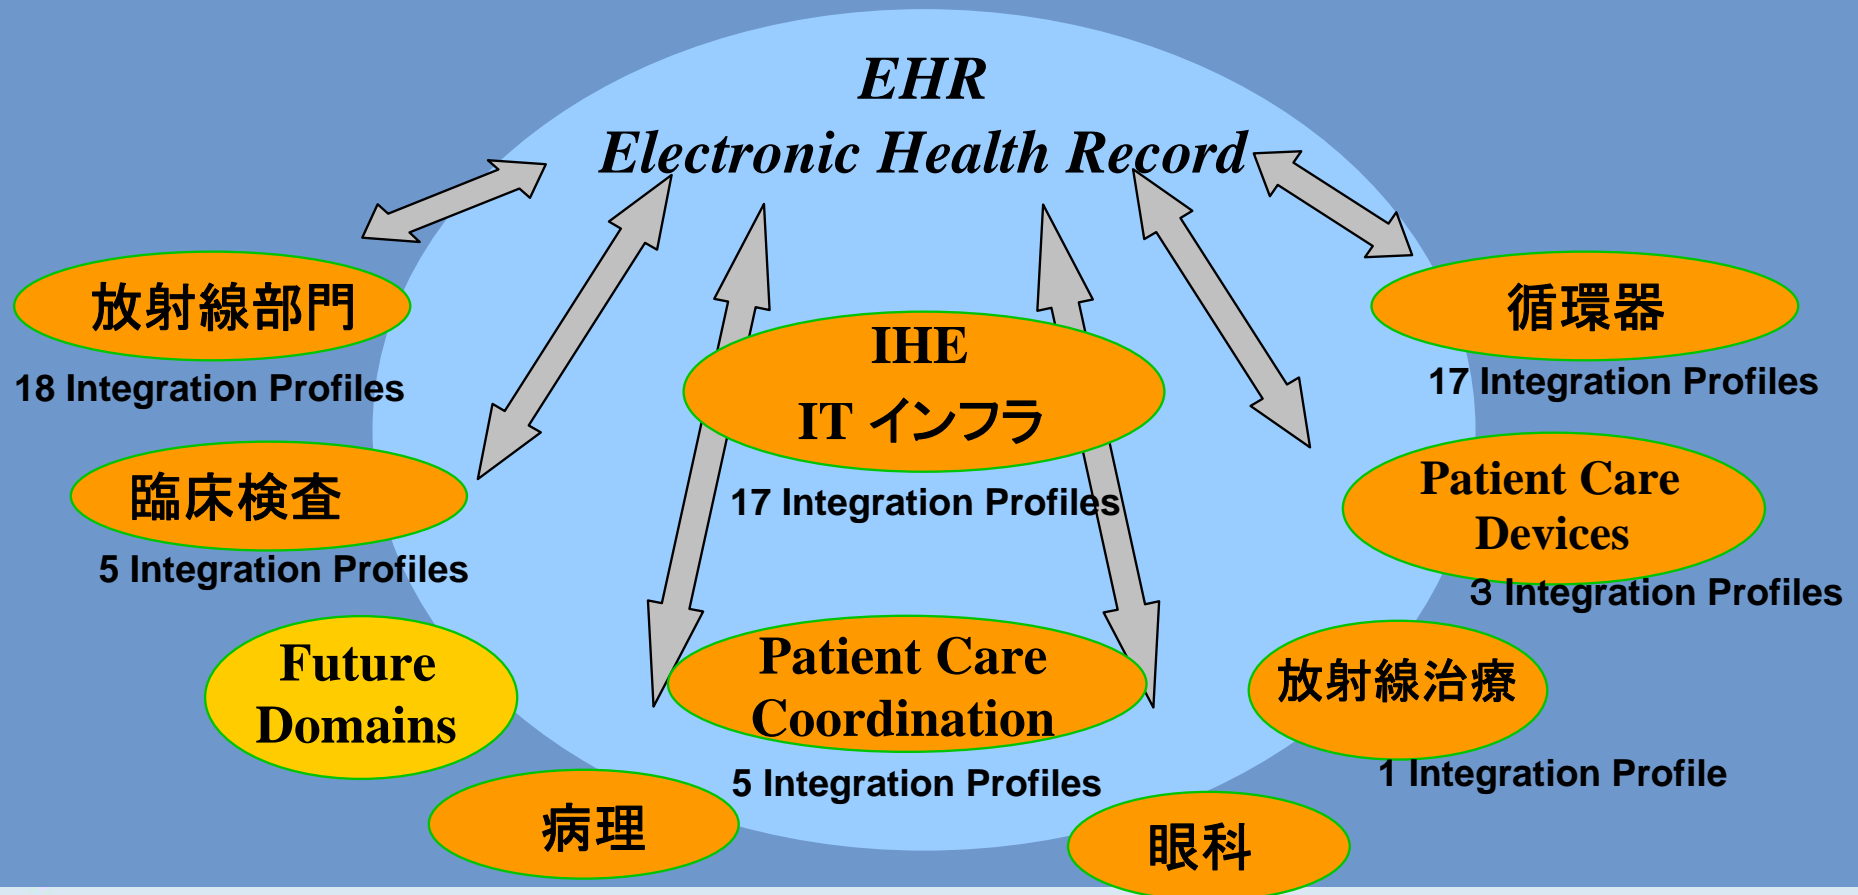 EHR
Electronic Health Record
放射線部門
18 Integration Profiles
循環器
17 Integration Profiles
IHE
IT インフラ
17 Integration Profiles
臨床検査
5 Integration Profiles
Patient Care
Devices
3 Integration Profiles
Future
Domains
Patient Care
Coordination
5 Integration Profiles
放射線治療
1 Integration Profile
病理
眼科